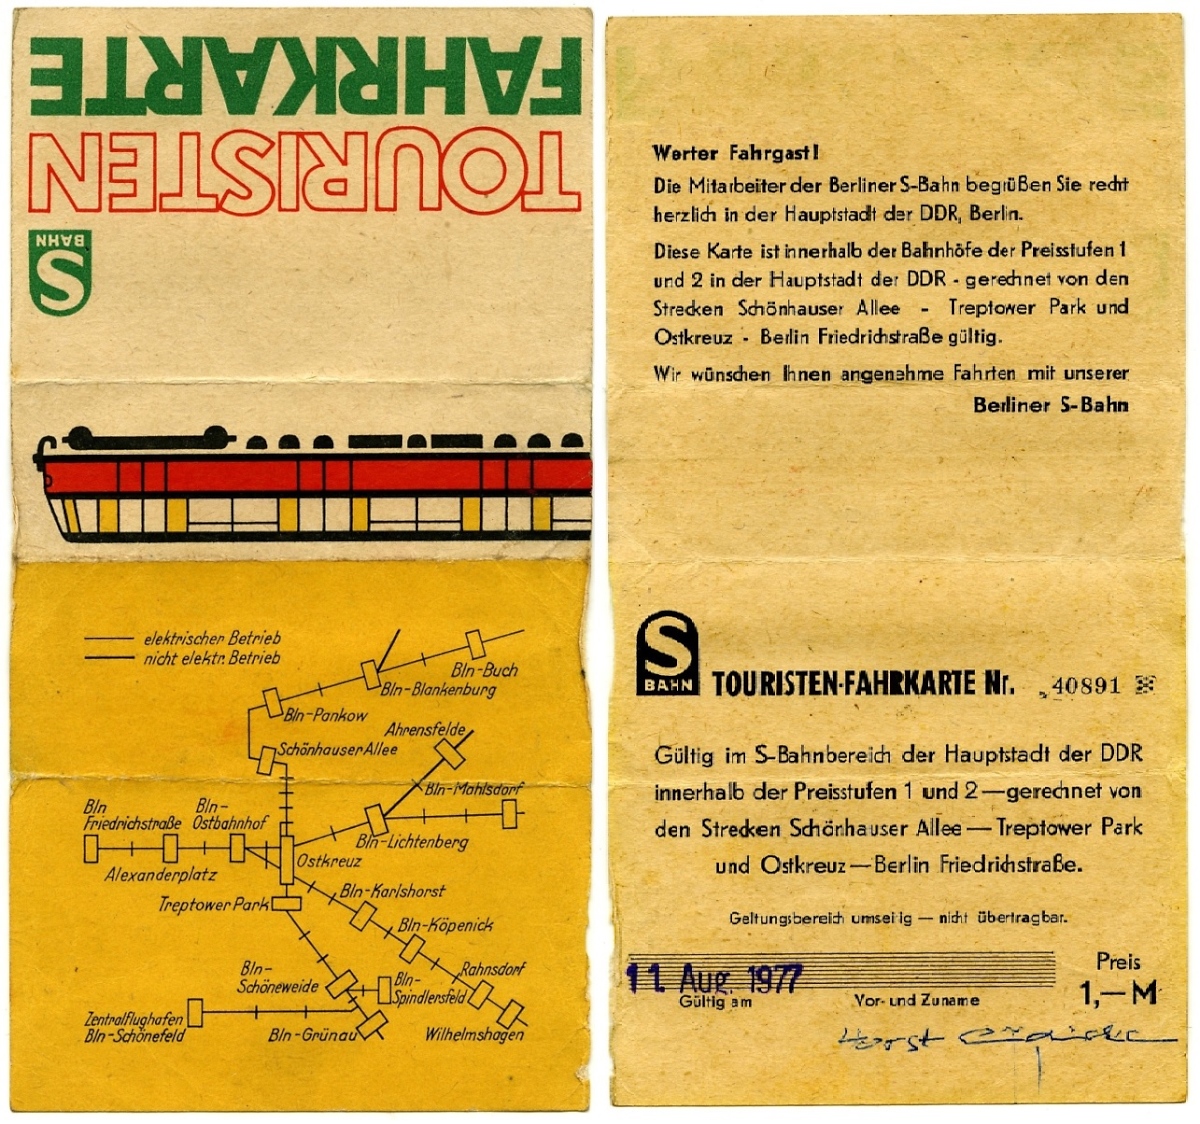 S
BAHN
TOURISTEN
FAHRKARTE
elektrischer Betrieb
nicht elektr. Betrieb
Bln-Buch
Bln-Blankenburg
Bln-Pankow
Ahrensfelde
Schönhauser Allee
Bln-Mahlsdorf
Bln
Friedrichstraße
Bln-
Ostbahnhof
Bln-Lichtenberg
Ostkreuz
Alexanderplatz
Bln-Karlshorst
Treptower Park
Bln-Köpenick
Bln-
Schöneweide
Rahnsdorf
Bln-
Spindlersfeld
Zentralflughafen
Bln-Schönefeld
Bln-Grünau
Wilhelmshagen
Werter Fahrgast!
Die Mitarbeiter der Berliner S-Bahn begrüßen Sie recht
herzlich in der Hauptstadt der DDR, Berlin.
Diese Karte ist innerhalb der Bahnhöfe der Preisstufen 1
und 2 in der Hauptstadt der DDR - gerechnet von den
Strecken Schönhauser Allee - Treptower Park und
Ostkreuz - Berlin Friedrichstraße gültig.
Wir wünschen Ihnen angenehme Fahrten mit unserer
Berliner S-Bahn
S
BAHN
TOURISTEN-FAHRKARTE Nr. 40891
Gültig im S-Bahnbereich der Hauptstadt der DDR
innerhalb der Preisstufen 1 und 2—gerechnet von
den Strecken Schönhauser Allee—Treptower Park
und Ostkreuz—Berlin Friedrichstraße.
Geltungsbereich umseitig — nicht übertragbar.
11. Aug. 1977
Gültig am
Vor- und Zuname
Preis
1,—M
Horst